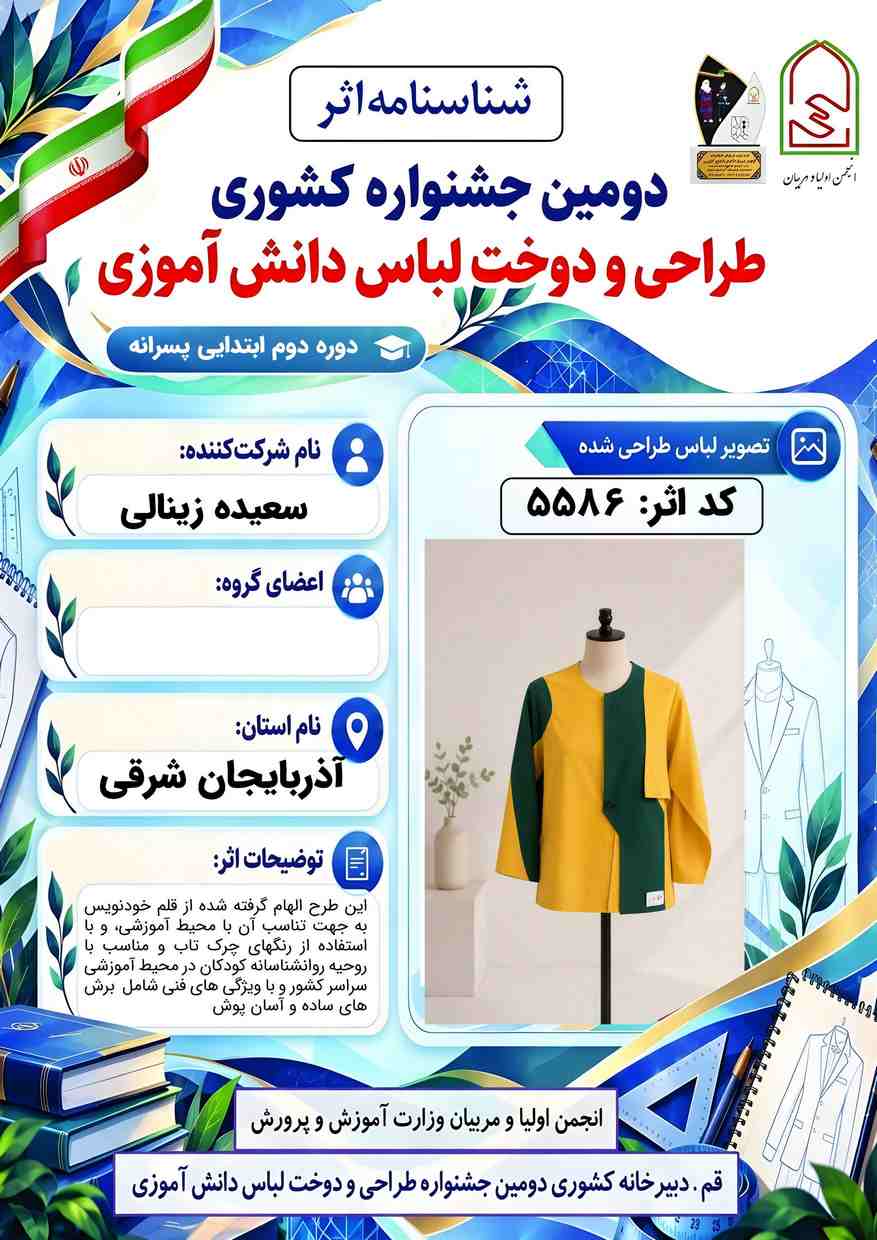 شناسنامه اثر
انجمن اولیا و مربیان
دومین جشنواره کشوری
طراحی و دوخت لباس دانش آموزی
دوره دوم ابتدایی پسرانه
تصویر لباس طراحی شده
کد اثر: ۵۵۸۶
نام شرکت‌کننده:
سعیده زینالی
اعضای گروه:
نام استان:
آذربایجان شرقی
توضیحات اثر:
این طرح الهام گرفته شده از قلم خودنویس
به جهت تناسب آن با محیط آموزشی، و با
استفاده از رنگهای چرک تاب و مناسب با
روحیه روانشناسانه کودکان در محیط آموزشی
سراسر کشور و با ویژگی های فنی شامل برش
های ساده و آسان پوش
انجمن اولیا و مربیان وزارت آموزش و پرورش
قم . دبیرخانه کشوری دومین جشنواره طراحی و دوخت لباس دانش آموزی